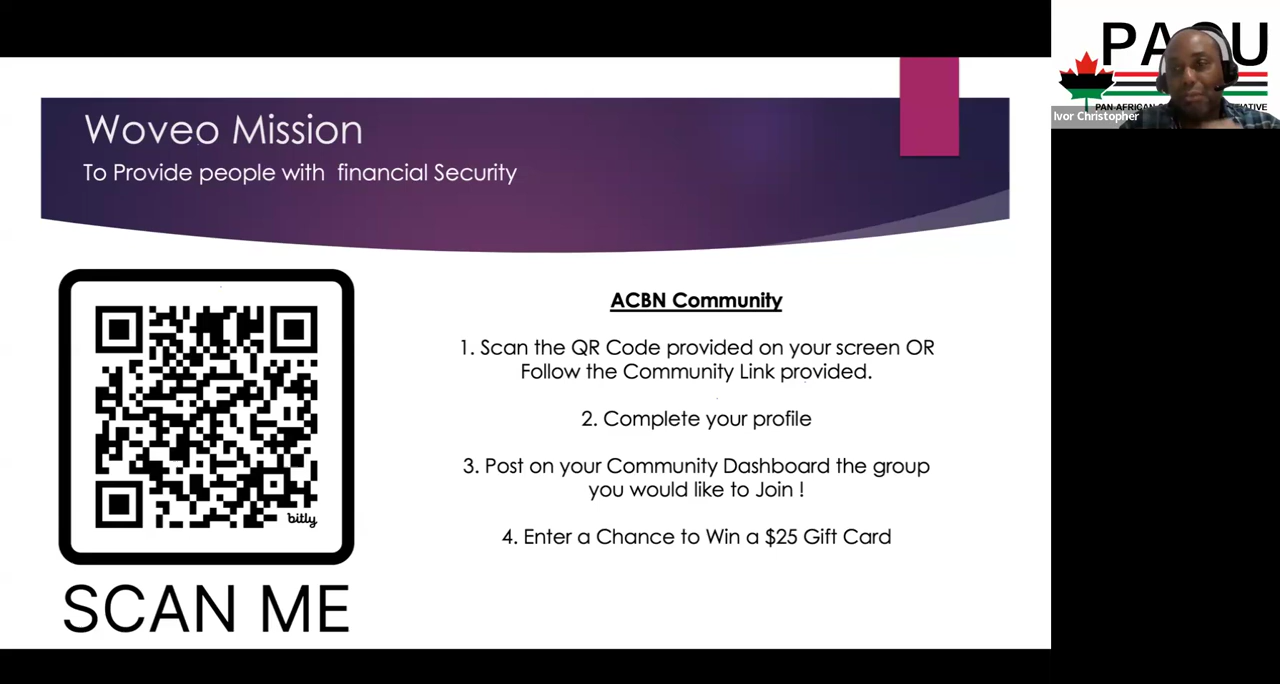 Woveo Mission
To Provide people with financial Security
ACBN Community
1. Scan the QR Code provided on your screen OR
Follow the Community Link provided.
2. Complete your profile
3. Post on your Community Dashboard the group
you would like to Join !
4. Enter a Chance to Win a $25 Gift Card
bitly
SCAN ME
PAN-AFRICAN
Ivor Christopher